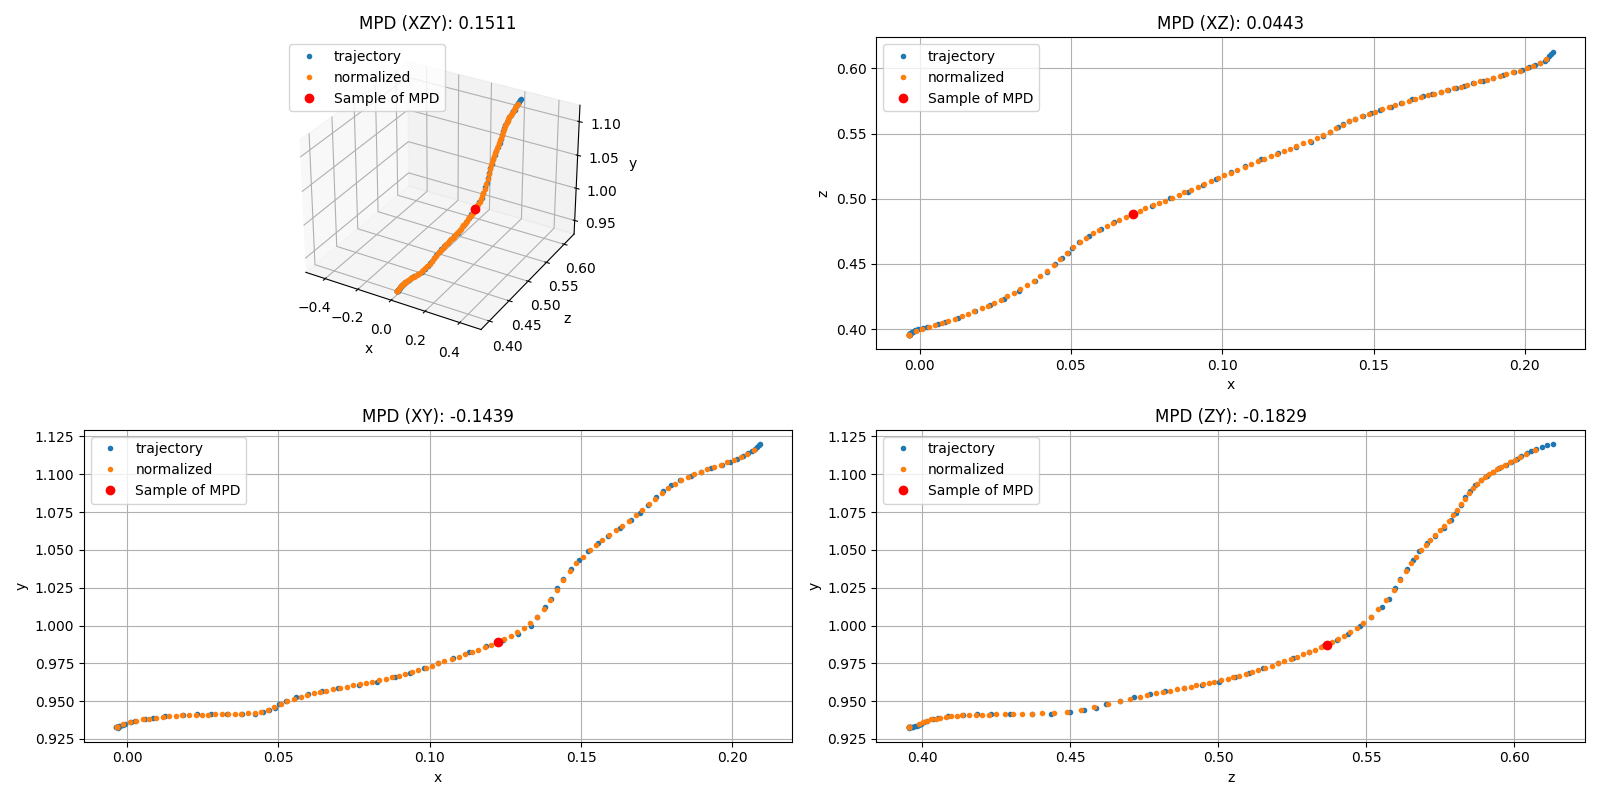 MPD (XZY): 0.1511
trajectory
normalized
Sample of MPD
1.10
1.05
1.00
0.95
y
−0.4
−0.2
0.0
0.2
0.4
x
0.40
0.45
0.50
0.55
0.60
z
MPD (XZ): 0.0443
trajectory
normalized
Sample of MPD
0.60
0.55
0.50
0.45
0.40
z
0.00 0.05 0.10 0.15 0.20
x
MPD (XY): -0.1439
trajectory
normalized
Sample of MPD
1.125
1.100
1.075
1.050
1.025
1.000
0.975
0.950
0.925
y
0.00 0.05 0.10 0.15 0.20
x
MPD (ZY): -0.1829
trajectory
normalized
Sample of MPD
1.125
1.100
1.075
1.050
1.025
1.000
0.975
0.950
0.925
y
0.40 0.45 0.50 0.55 0.60
z